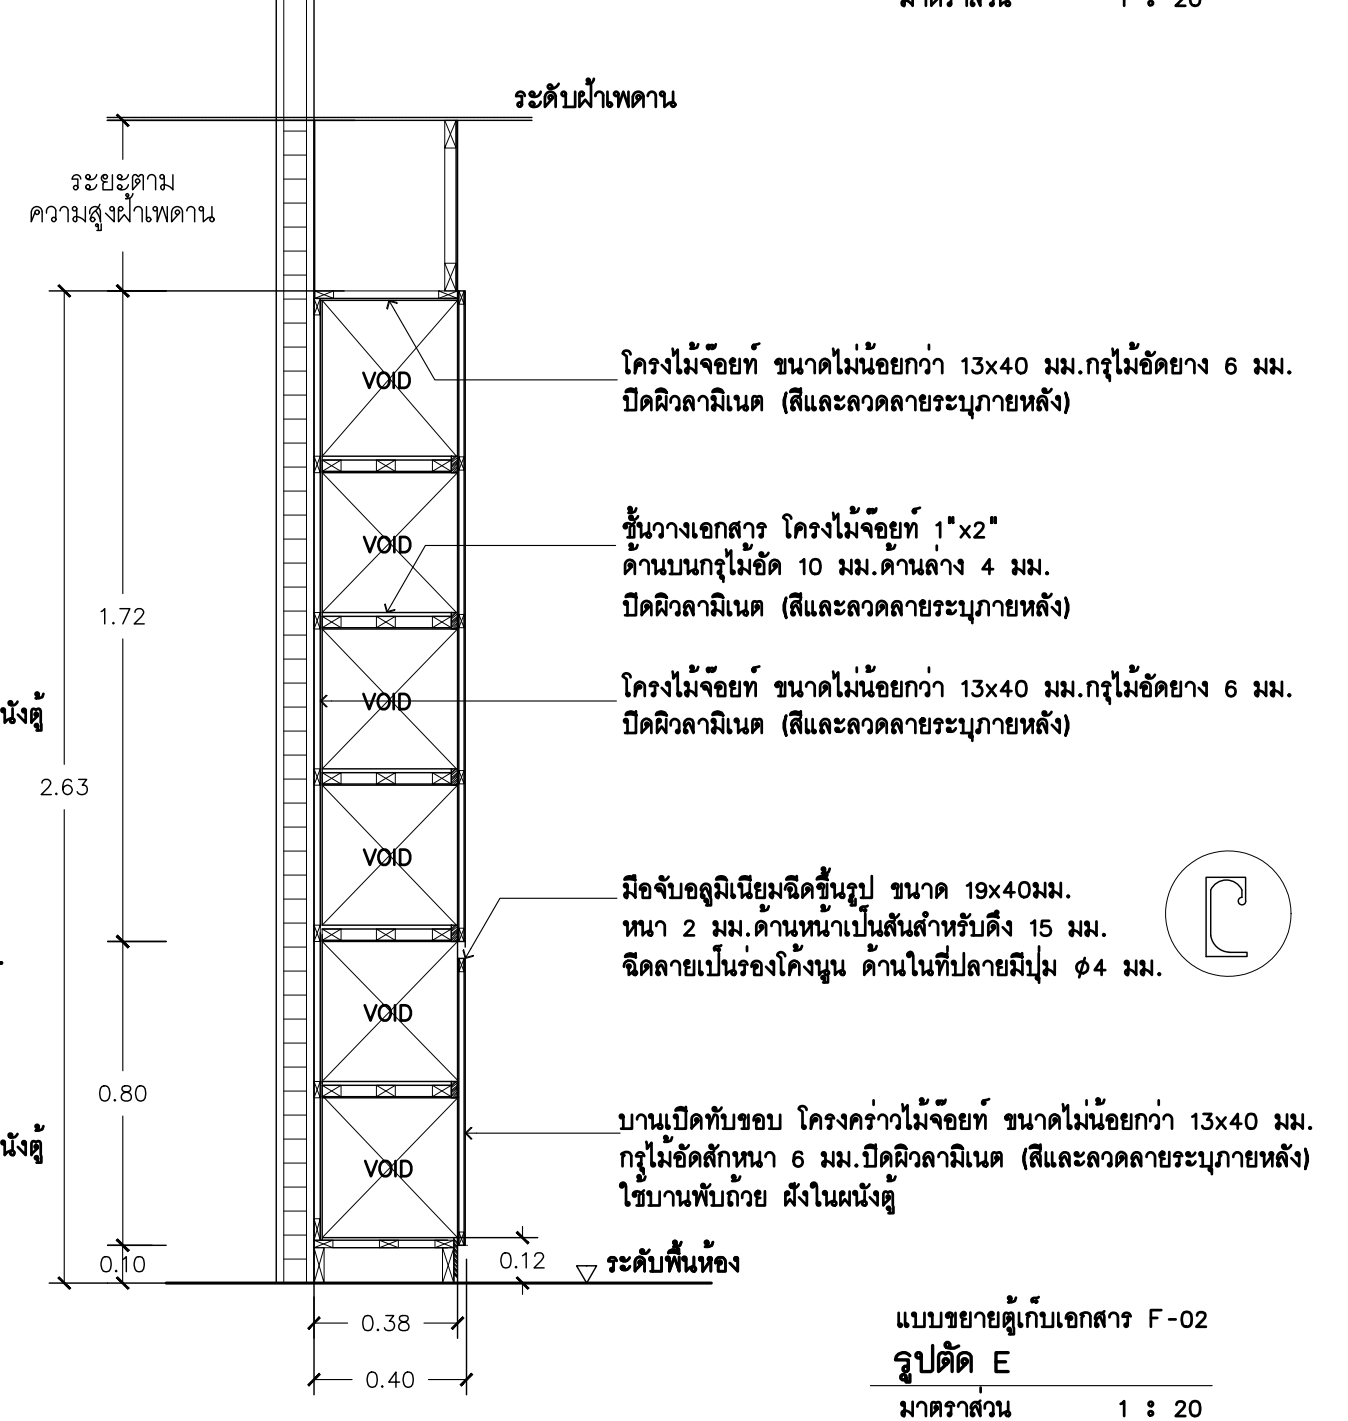 มาตราส่วน 1 : 20
ระดับฝ้าเพดาน
ระยะตาม
ความสูงฝ้าเพดาน
VOID
โครงไม้จ๊อยท์ ขนาดไม่น้อยกว่า 13x40 มม.กรุไม้อัดยาง 6 มม.
ปิดผิวลามิเนต (สีและลวดลายระบุภายหลัง)
VOID
ชั้นวางเอกสาร โครงไม้จ๊อยท์ 1"x2"
ด้านบนกรุไม้อัด 10 มม.ด้านล่าง 4 มม.
ปิดผิวลามิเนต (สีและลวดลายระบุภายหลัง)
1.72
VOID
โครงไม้จ๊อยท์ ขนาดไม่น้อยกว่า 13x40 มม.กรุไม้อัดยาง 6 มม.
ปิดผิวลามิเนต (สีและลวดลายระบุภายหลัง)
นังตู้
2.63
VOID
มือจับอลูมิเนียมฉีดขึ้นรูป ขนาด 19x40มม.
หนา 2 มม.ด้านหน้าเป็นสันสำหรับดึง 15 มม.
ฉีดลายเป็นร่องโค้งนูน ด้านในที่ปลายมีปุ่ม ø4 มม.
VOID
0.80
บานเปิดทับขอบ โครงคร่าวไม้จ๊อยท์ ขนาดไม่น้อยกว่า 13x40 มม.
กรุไม้อัดสักหนา 6 มม.ปิดผิวลามิเนต (สีและลวดลายระบุภายหลัง)
ใช้บานพับถ้วย ฝังในผนังตู้
นังตู้
VOID
0.10
0.12
ระดับพื้นห้อง
0.38
0.40
แบบขยายตู้เก็บเอกสาร F-02
รูปตัด E
มาตราส่วน 1 : 20